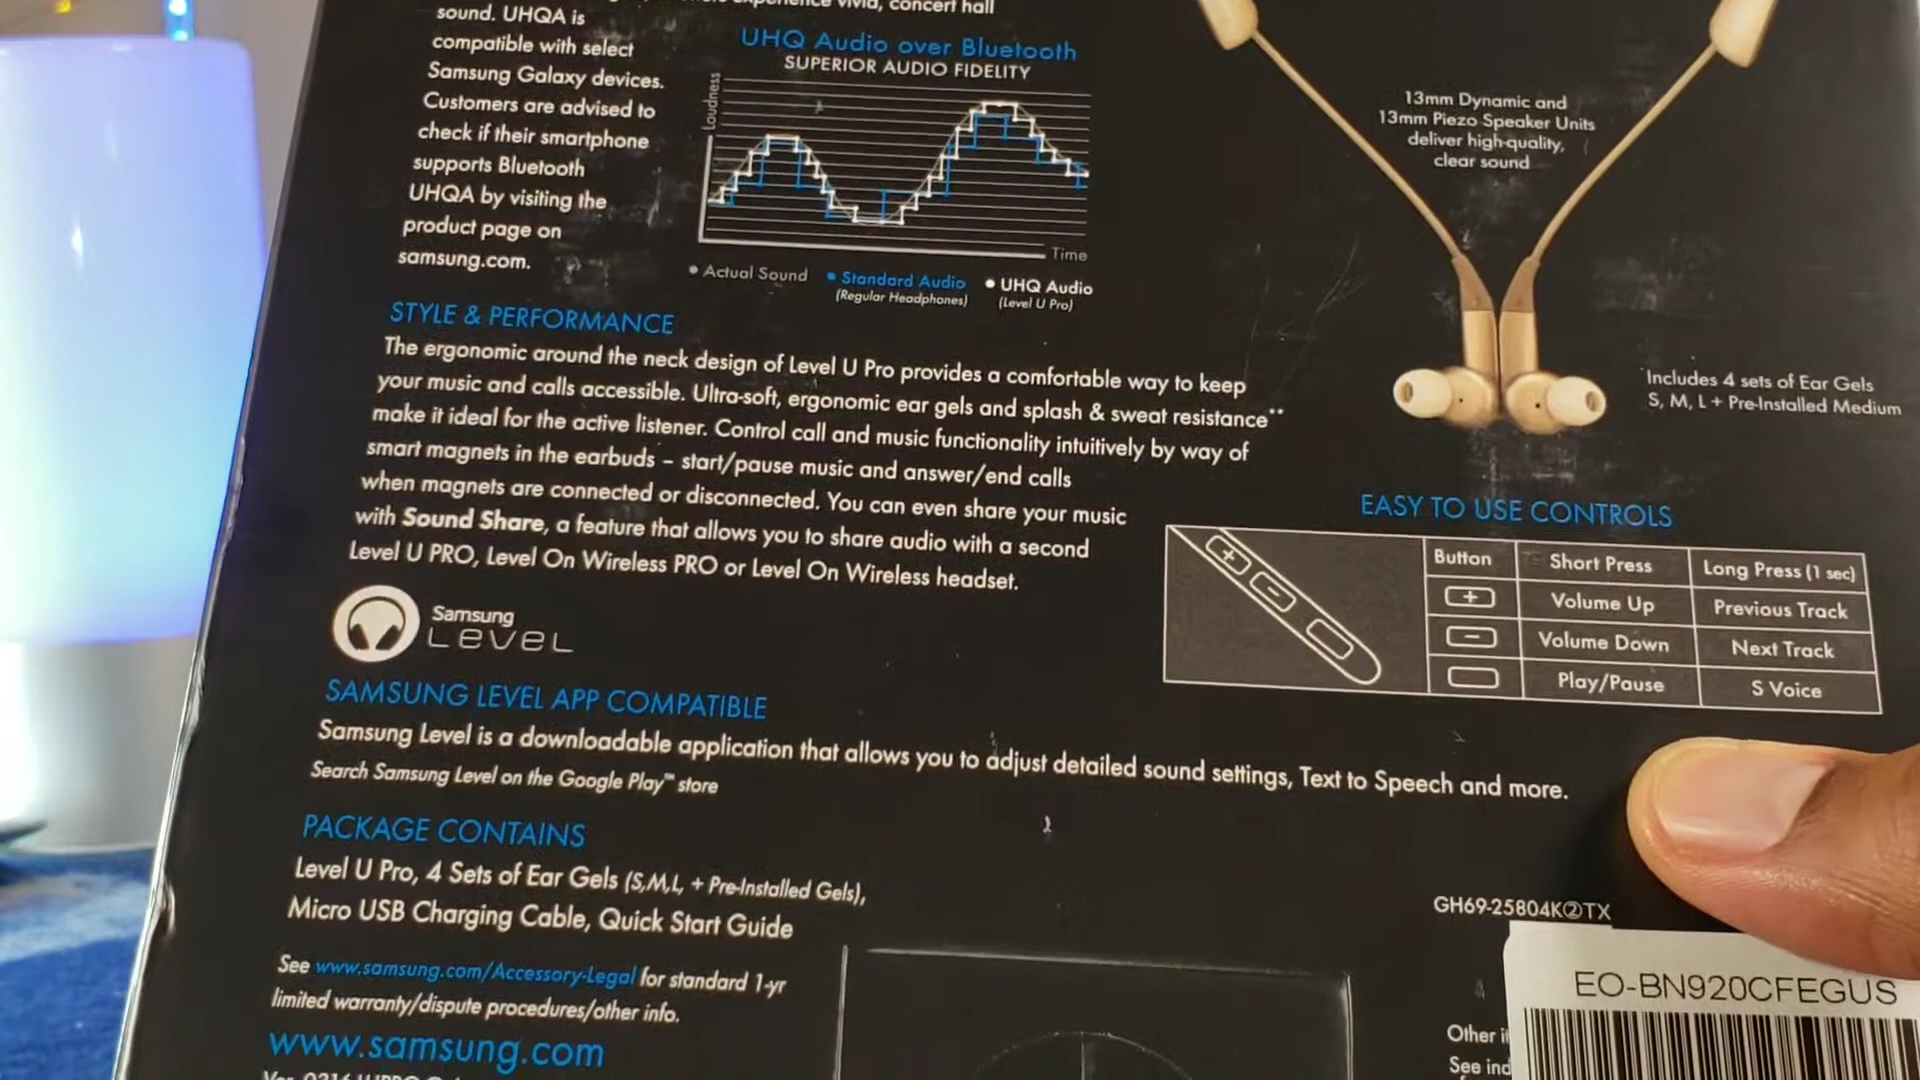 concert hall
sound. UHQA is
compatible with select
Samsung Galaxy devices.
Customers are advised to
check if their smartphone
supports Bluetooth
UHQA by visiting the
product page on
samsung.com.
UHQ Audio over Bluetooth
SUPERIOR AUDIO FIDELITY
Loudness
Time
• Actual Sound
• Standard Audio
(Regular Headphones)
• UHQ Audio
(Level U Pro)
13mm Dynamic and
13mm Piezo Speaker Units
deliver high-quality,
clear sound
Includes 4 sets of Ear Gels
S, M, L + Pre-Installed Medium
STYLE & PERFORMANCE
The ergonomic around the neck design of Level U Pro provides a comfortable way to keep
your music and calls accessible. Ultra-soft, ergonomic ear gels and splash & sweat resistance**
make it ideal for the active listener. Control call and music functionality intuitively by way of
smart magnets in the earbuds – start/pause music and answer/end calls
when magnets are connected or disconnected. You can even share your music
with Sound Share, a feature that allows you to share audio with a second
Level U PRO, Level On Wireless PRO or Level On Wireless headset.
EASY TO USE CONTROLS
Button Short Press Long Press (1 sec)
+ Volume Up Previous Track
- Volume Down Next Track
Play/Pause S Voice
Samsung
LEVEL
SAMSUNG LEVEL APP COMPATIBLE
Samsung Level is a downloadable application that allows you to adjust detailed sound settings, Text to Speech and more.
Search Samsung Level on the Google Play™ store
PACKAGE CONTAINS
Level U Pro, 4 Sets of Ear Gels (S,M,L, + Pre-Installed Gels),
Micro USB Charging Cable, Quick Start Guide
See www.samsung.com/Accessory-Legal for standard 1-yr
limited warranty/dispute procedures/other info.
www.samsung.com
GH69-25804K②TX
EO-BN920CFEGUS
Other
See